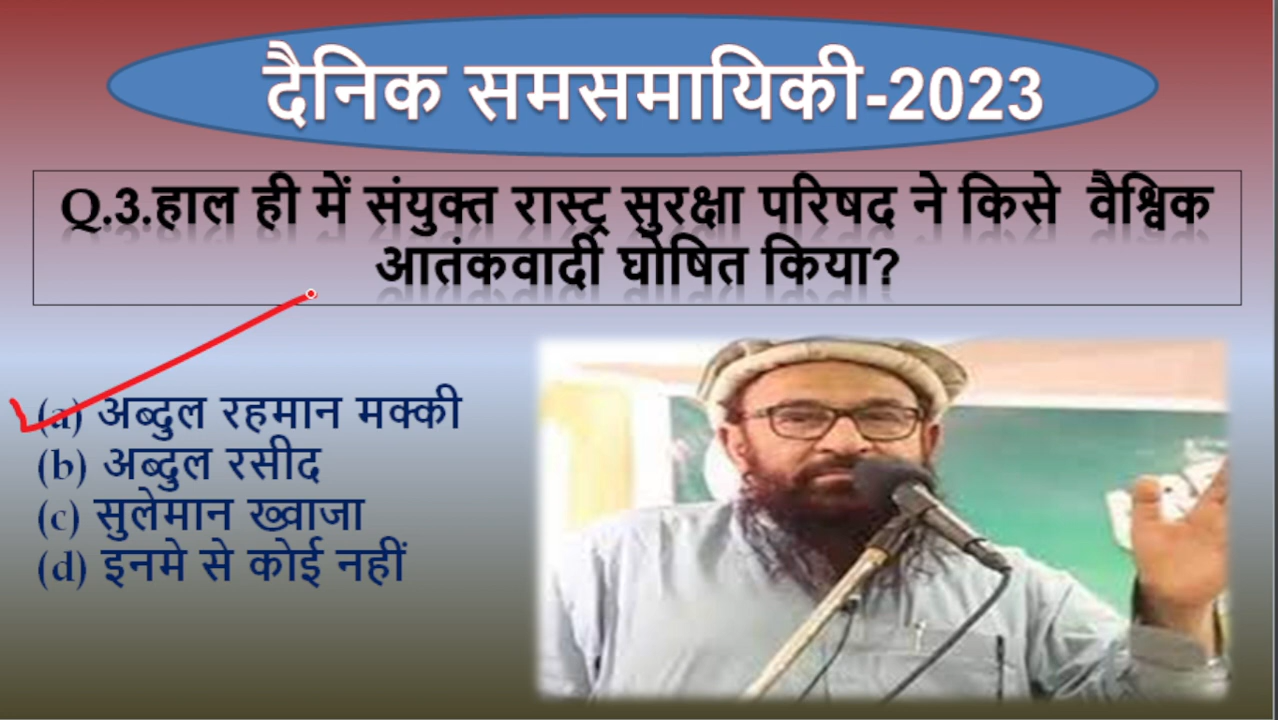 दैनिक समसमायिकी-2023
Q.3.हाल ही में संयुक्त रास्ट्र सुरक्षा परिषद ने किसे वैश्विक
आतंकवादी घोषित किया?
(a) अब्दुल रहमान मक्की
(b) अब्दुल रसीद
(c) सुलेमान ख्वाजा
(d) इनमे से कोई नहीं